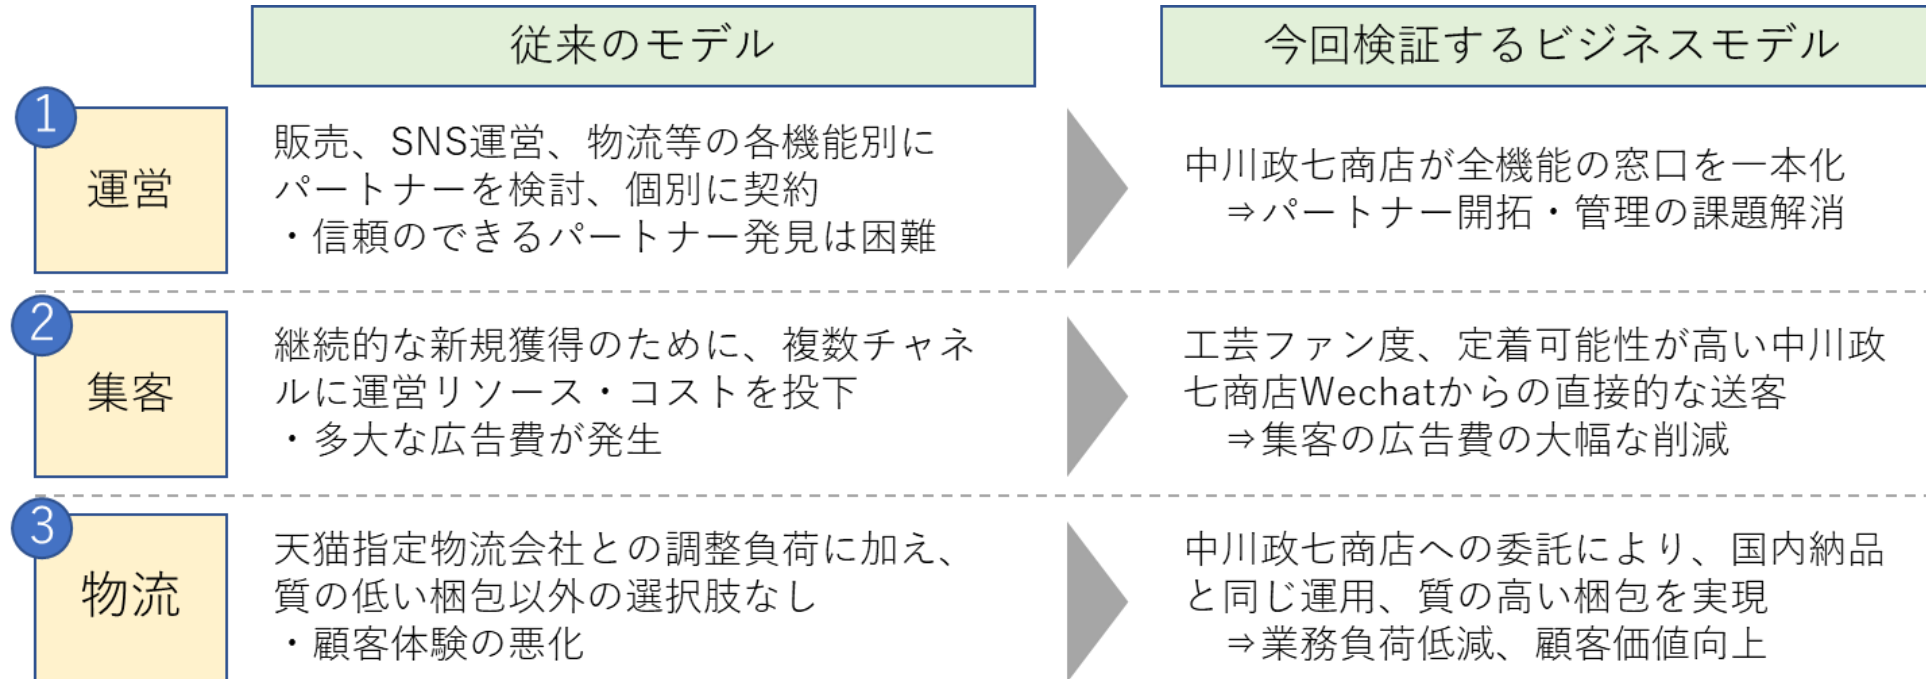 従来のモデル
今回検証するビジネスモデル
1
運営
販売、SNS運営、物流等の各機能別に
パートナーを検討、個別に契約
・信頼のできるパートナー発見は困難
中川政七商店が全機能の窓口を一本化
⇒パートナー開拓・管理の課題解消
2
集客
継続的な新規獲得のために、複数チャネ
ルに運営リソース・コストを投下
・多大な広告費が発生
工芸ファン度、定着可能性が高い中川政
七商店Wechatからの直接的な送客
⇒集客の広告費の大幅な削減
3
物流
天猫指定物流会社との調整負荷に加え、
質の低い梱包以外の選択肢なし
・顧客体験の悪化
中川政七商店への委託により、国内納品
と同じ運用、質の高い梱包を実現
⇒業務負荷低減、顧客価値向上